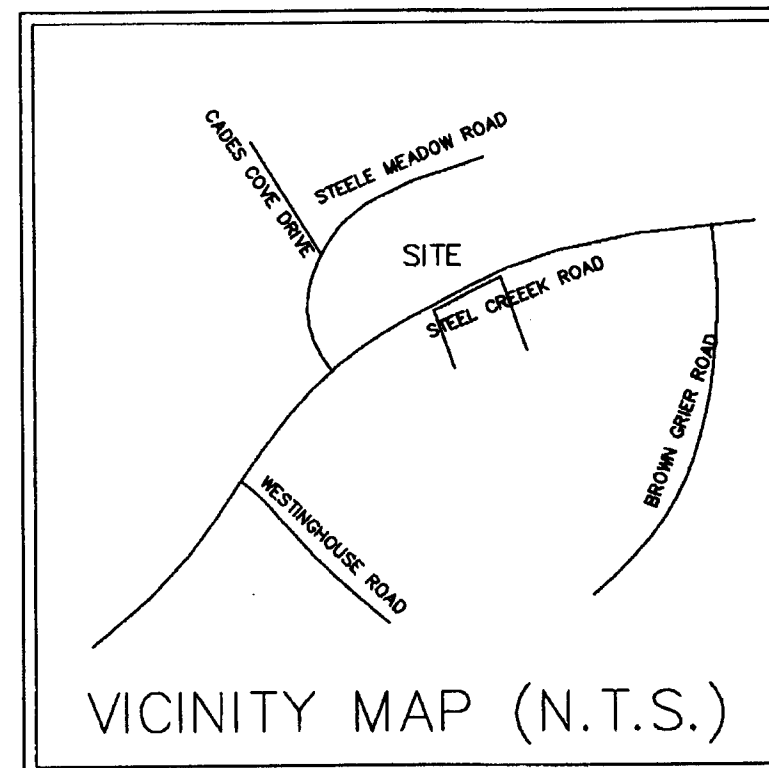 CADES COVE DRIVE
STEELE MEADOW ROAD
SITE
STEEL CREEEK ROAD
BROWN GRIER ROAD
WESTINGHOUSE ROAD
VICINITY MAP (N.T.S.)